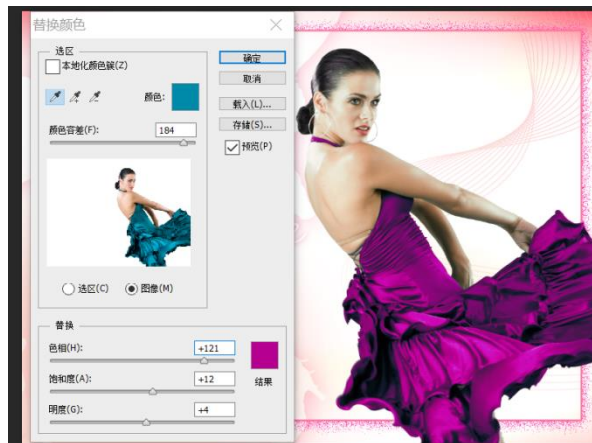 替换颜色
选区
本地化颜色簇(Z)
颜色:
颜色容差(F): 184
选区(C) 图像(M)
确定
取消
载入(L)...
存储(S)...
预览(P)
替换
色相(H): +121
饱和度(A): +12
明度(G): +4
结果